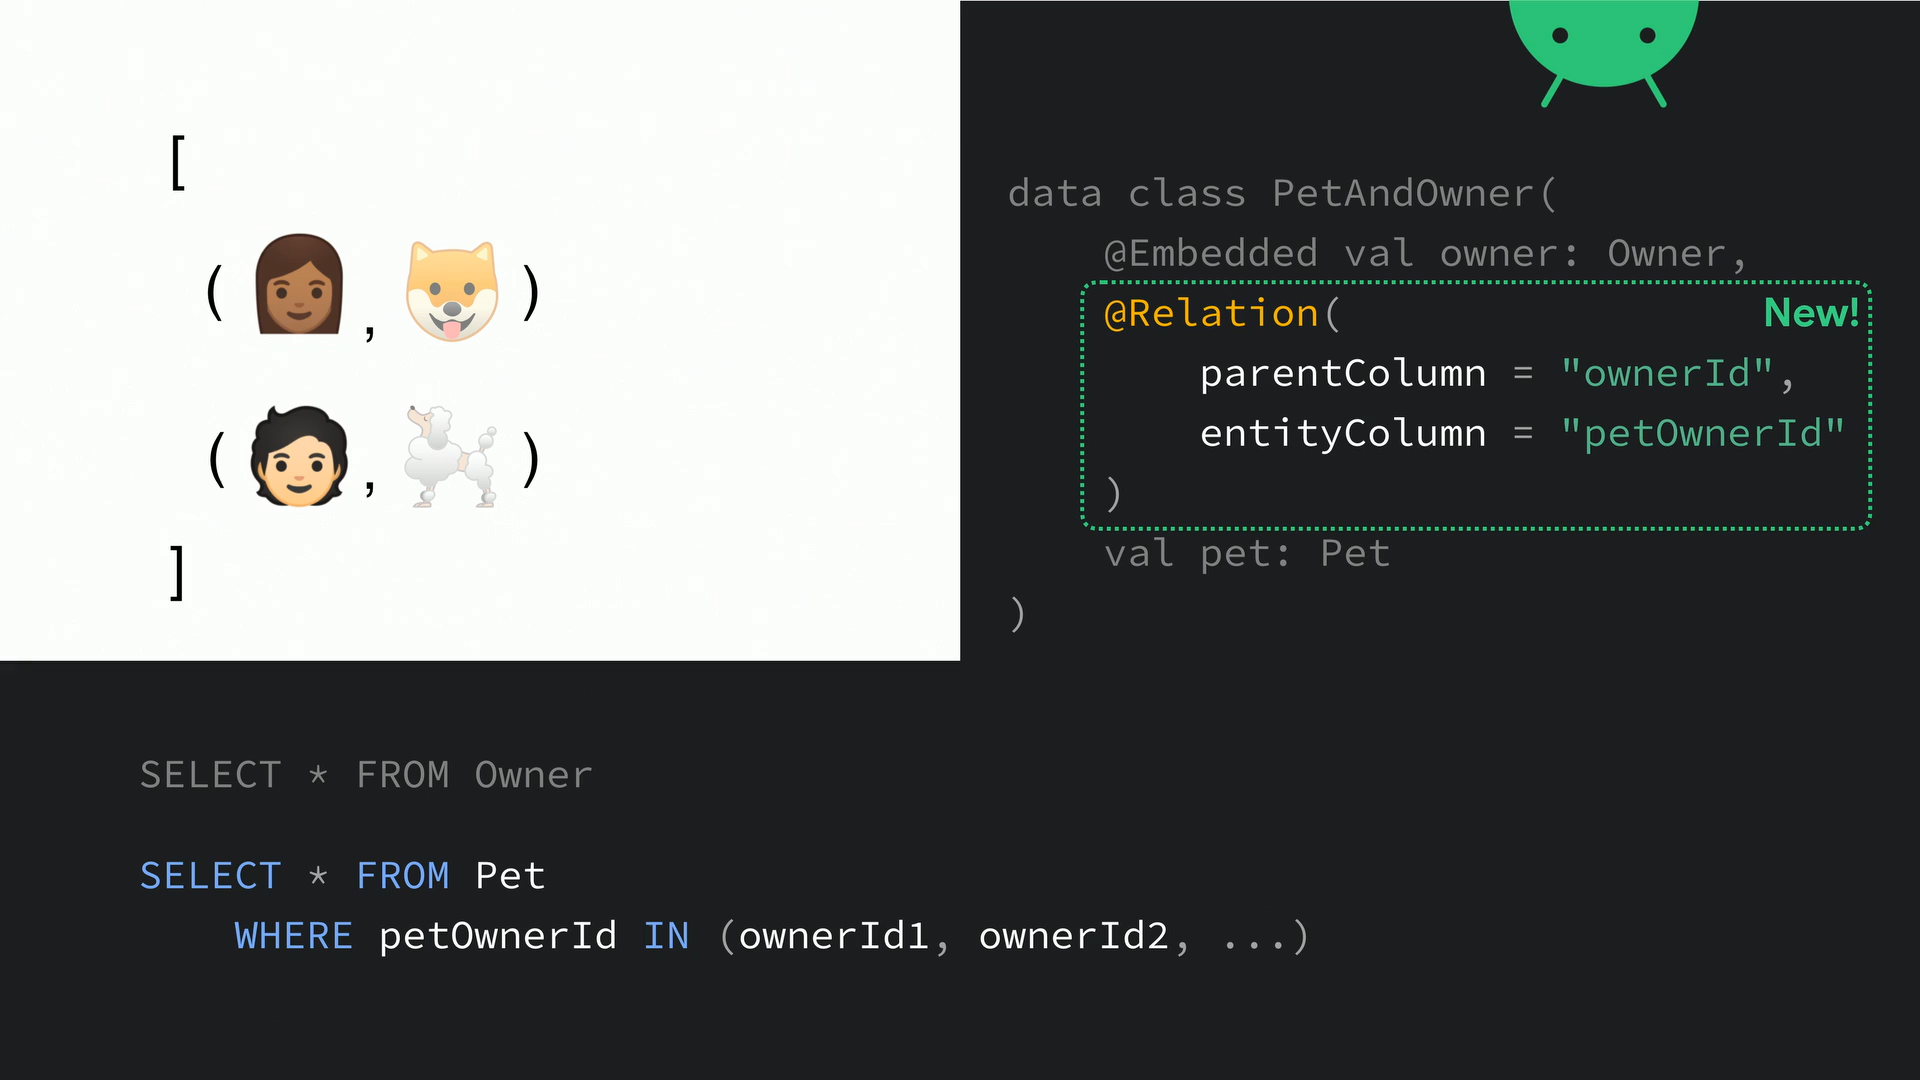 [
( , )
( , )
]
data class PetAndOwner(
@Embedded val owner: Owner,
@Relation( New!
parentColumn = "ownerId",
entityColumn = "petOwnerId"
)
val pet: Pet
)
SELECT * FROM Owner
SELECT * FROM Pet
WHERE petOwnerId IN (ownerId1, ownerId2, ...)